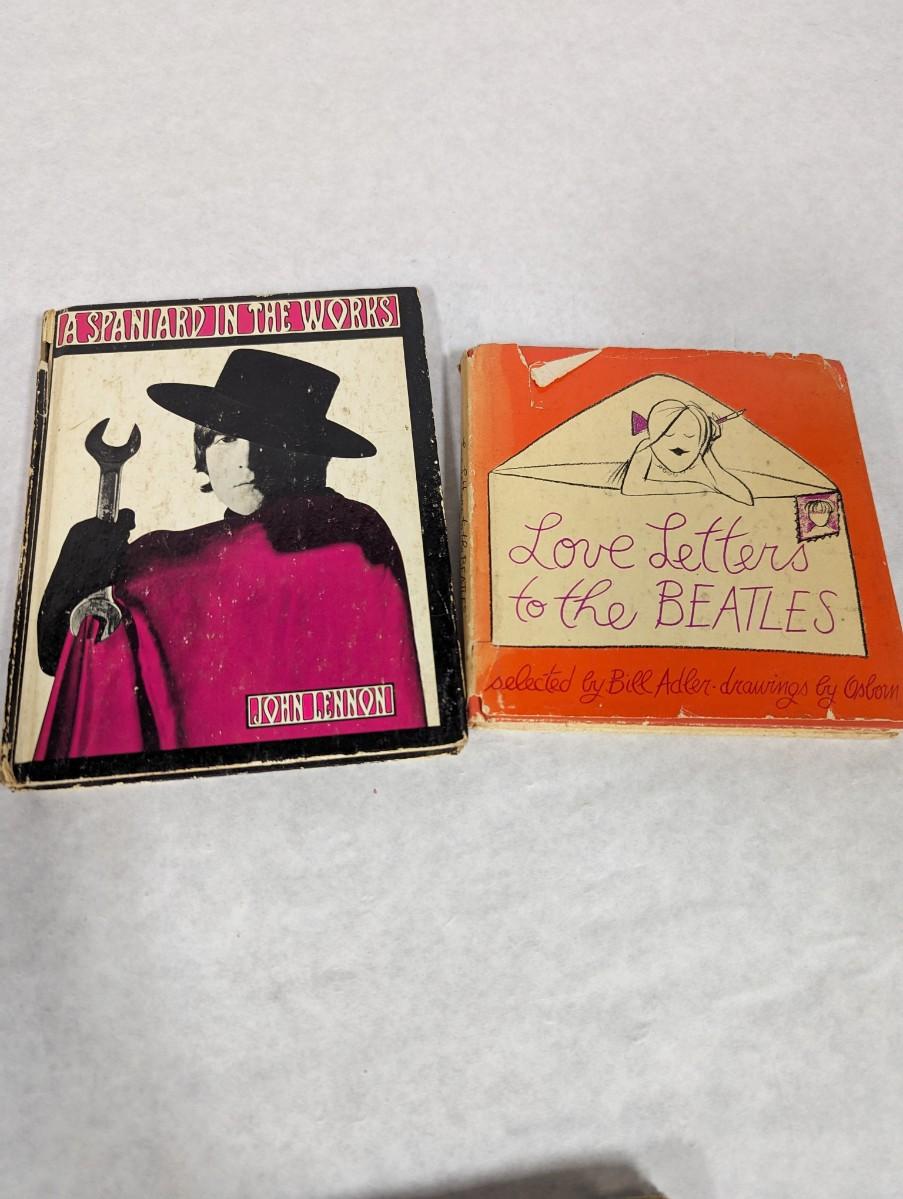 A SPANIARD IN THE WORKS
JOHN LENNON
Love Letters
to the BEATLES
selected by Bill Adler · drawings by Osborn